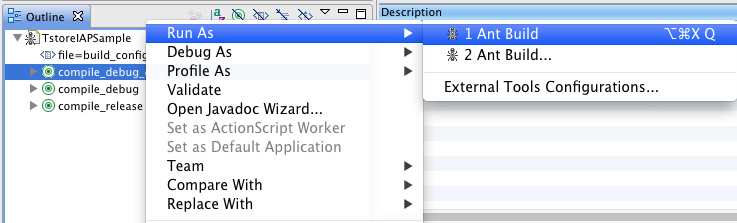 Outline
Description
TstoreIAPSample
file=build_config
compile_debug_
compile_debug
compile_release
Run As
Debug As
Profile As
Validate
Open Javadoc Wizard...
Set as ActionScript Worker
Set as Default Application
Team
Compare With
Replace With
1 Ant Build ⌥⌘X Q
2 Ant Build...
External Tools Configurations...